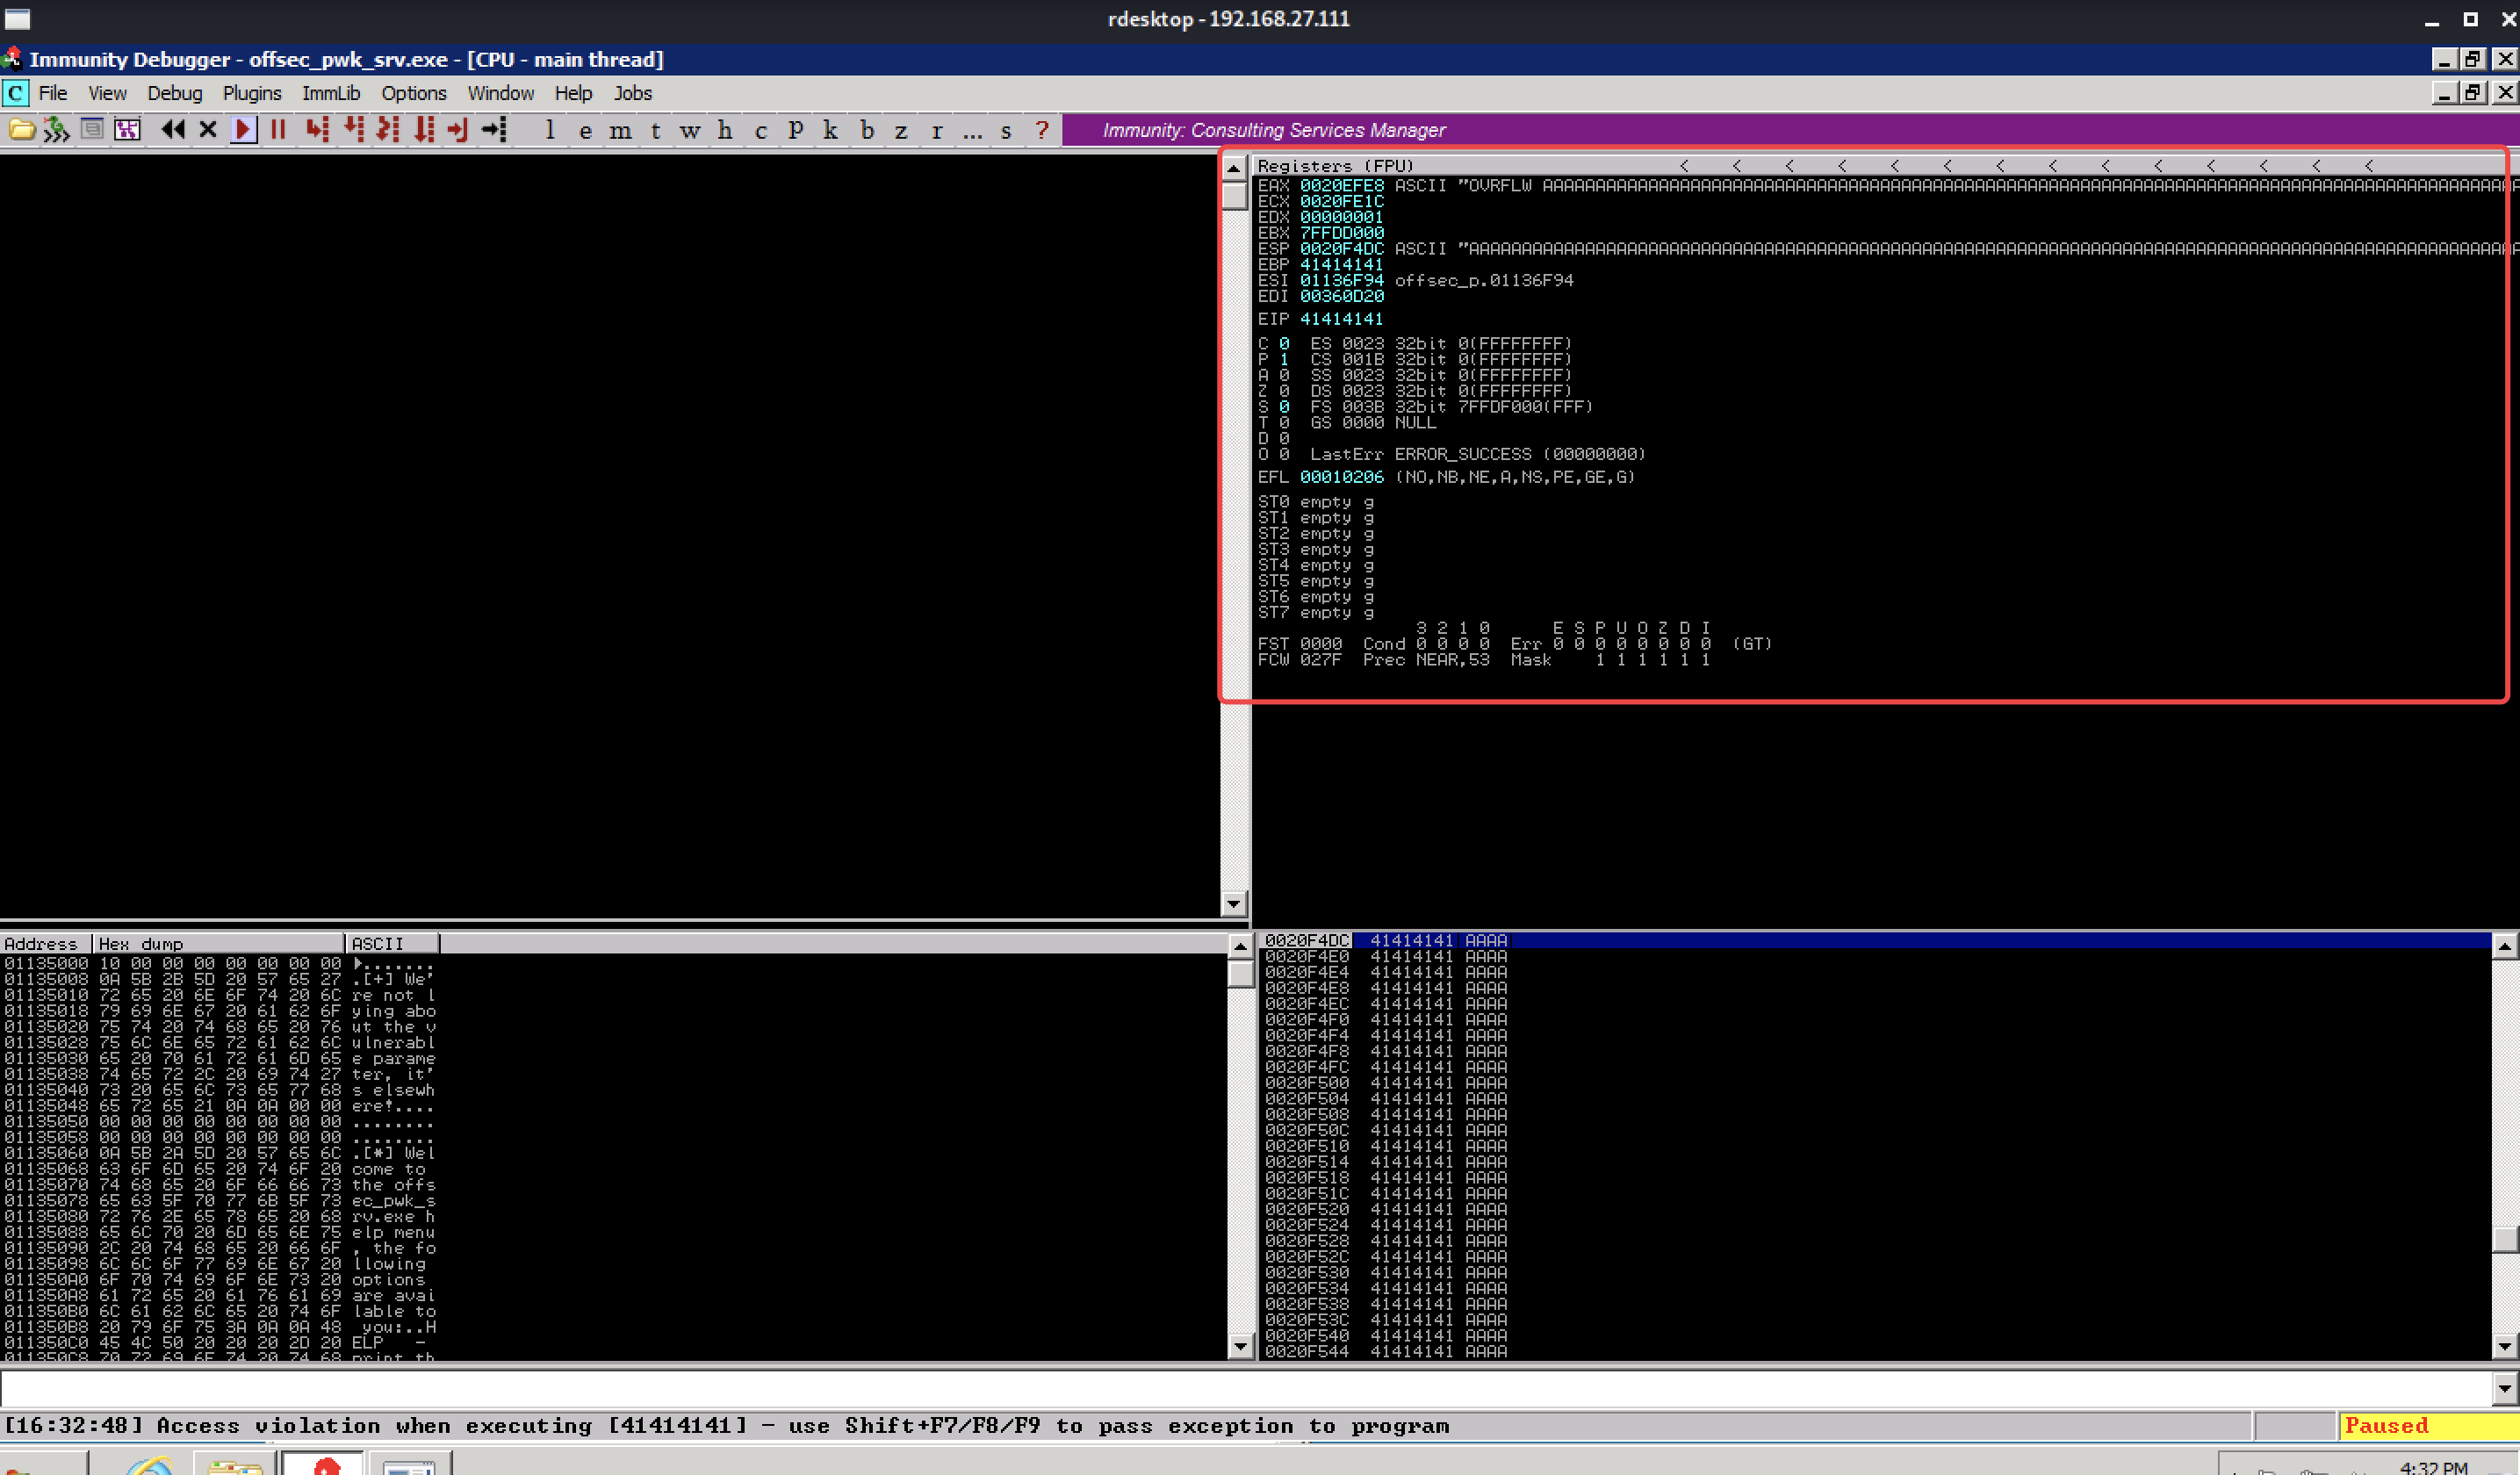 rdesktop - 192.168.27.111
Immunity Debugger - offsec_pwk_srv.exe - [CPU - main thread]
C File View Debug Plugins ImmLib Options Window Help Jobs
l e m t w h c p k b z r ... s ? Immunity: Consulting Services Manager
Registers (FPU) < < < < < < < < < < < < < <
EAX 0020EFE8 ASCII "OVRFLW
ECX 0020FE1C
EDX 00000001
EBX 7FFDD000
ESP 0020F4DC ASCII
EBP 41414141
ESI 01136F94 offsec_p.01136F94
EDI 00360D20
EIP 41414141
C 0 ES 0023 32bit 0(FFFFFFFF)
P 1 CS 001B 32bit 0(FFFFFFFF)
A 0 SS 0023 32bit 0(FFFFFFFF)
Z 0 DS 0023 32bit 0(FFFFFFFF)
S 0 FS 003B 32bit 7FFDF000(FFF)
T 0 GS 0000 NULL
D 0
O 0 LastErr ERROR_SUCCESS (00000000)
EFL 00010206 (NO,NB,NE,A,NS,PE,GE,G)
ST0 empty g
ST1 empty g
ST2 empty g
ST3 empty g
ST4 empty g
ST5 empty g
ST6 empty g
ST7 empty g
3 2 1 0 E S P U O Z D I
FST 0000 Cond 0 0 0 0 Err 0 0 0 0 0 0 0 0 (GT)
FCW 027F Prec NEAR,53 Mask 1 1 1 1 1 1
Address Hex dump ASCII
01135000 10 00 00 00 00 00 00 00 ►.......
01135008 0A 5B 2B 5D 20 57 65 27 .[+] We'
01135010 72 65 20 6E 6F 74 20 6C re not l
01135018 79 69 6E 67 20 61 62 6F ying abo
01135020 75 74 20 74 68 65 20 76 ut the v
01135028 75 6C 6E 65 72 61 62 6C ulnerabl
01135030 65 20 70 61 72 61 6D 65 e parame
01135038 74 65 72 2C 20 69 74 27 ter, it'
01135040 73 20 65 6C 73 65 77 68 s elsewh
01135048 65 72 65 21 0A 0A 00 00 ere!....
01135050 00 00 00 00 00 00 00 00 ........
01135058 00 00 00 00 00 00 00 00 ........
01135060 0A 5B 2A 5D 20 57 65 6C .[*] Wel
01135068 63 6F 6D 65 20 74 6F 20 come to
01135070 74 68 65 20 6F 66 66 73 the offs
01135078 65 63 5F 70 77 6B 5F 73 ec_pwk_s
01135080 72 76 2E 65 78 65 20 68 rv.exe h
01135088 65 6C 70 20 6D 65 6E 75 elp menu
01135090 2C 20 74 68 65 20 66 6F , the fo
01135098 6C 6C 6F 77 69 6E 67 20 llowing
011350A0 6F 70 74 69 6F 6E 73 20 options
011350A8 61 72 65 20 61 76 61 69 are avai
011350B0 6C 61 62 6C 65 20 74 6F lable to
011350B8 20 79 6F 75 3A 0A 0A 48 you:..H
011350C0 45 4C 50 20 20 20 2D 20 ELP -
011350C8 70 72 69 6E 74 20 74 68 print th
0020F4DC 41414141 AAAA
0020F4E0 41414141 AAAA
0020F4E4 41414141 AAAA
0020F4E8 41414141 AAAA
0020F4EC 41414141 AAAA
0020F4F0 41414141 AAAA
0020F4F4 41414141 AAAA
0020F4F8 41414141 AAAA
0020F4FC 41414141 AAAA
0020F500 41414141 AAAA
0020F504 41414141 AAAA
0020F508 41414141 AAAA
0020F50C 41414141 AAAA
0020F510 41414141 AAAA
0020F514 41414141 AAAA
0020F518 41414141 AAAA
0020F51C 41414141 AAAA
0020F520 41414141 AAAA
0020F524 41414141 AAAA
0020F528 41414141 AAAA
0020F52C 41414141 AAAA
0020F530 41414141 AAAA
0020F534 41414141 AAAA
0020F538 41414141 AAAA
0020F53C 41414141 AAAA
0020F540 41414141 AAAA
0020F544 41414141 AAAA
[16:32:48] Access violation when executing [41414141] - use Shift+F7/F8/F9 to pass exception to program
Paused
4:32 PM